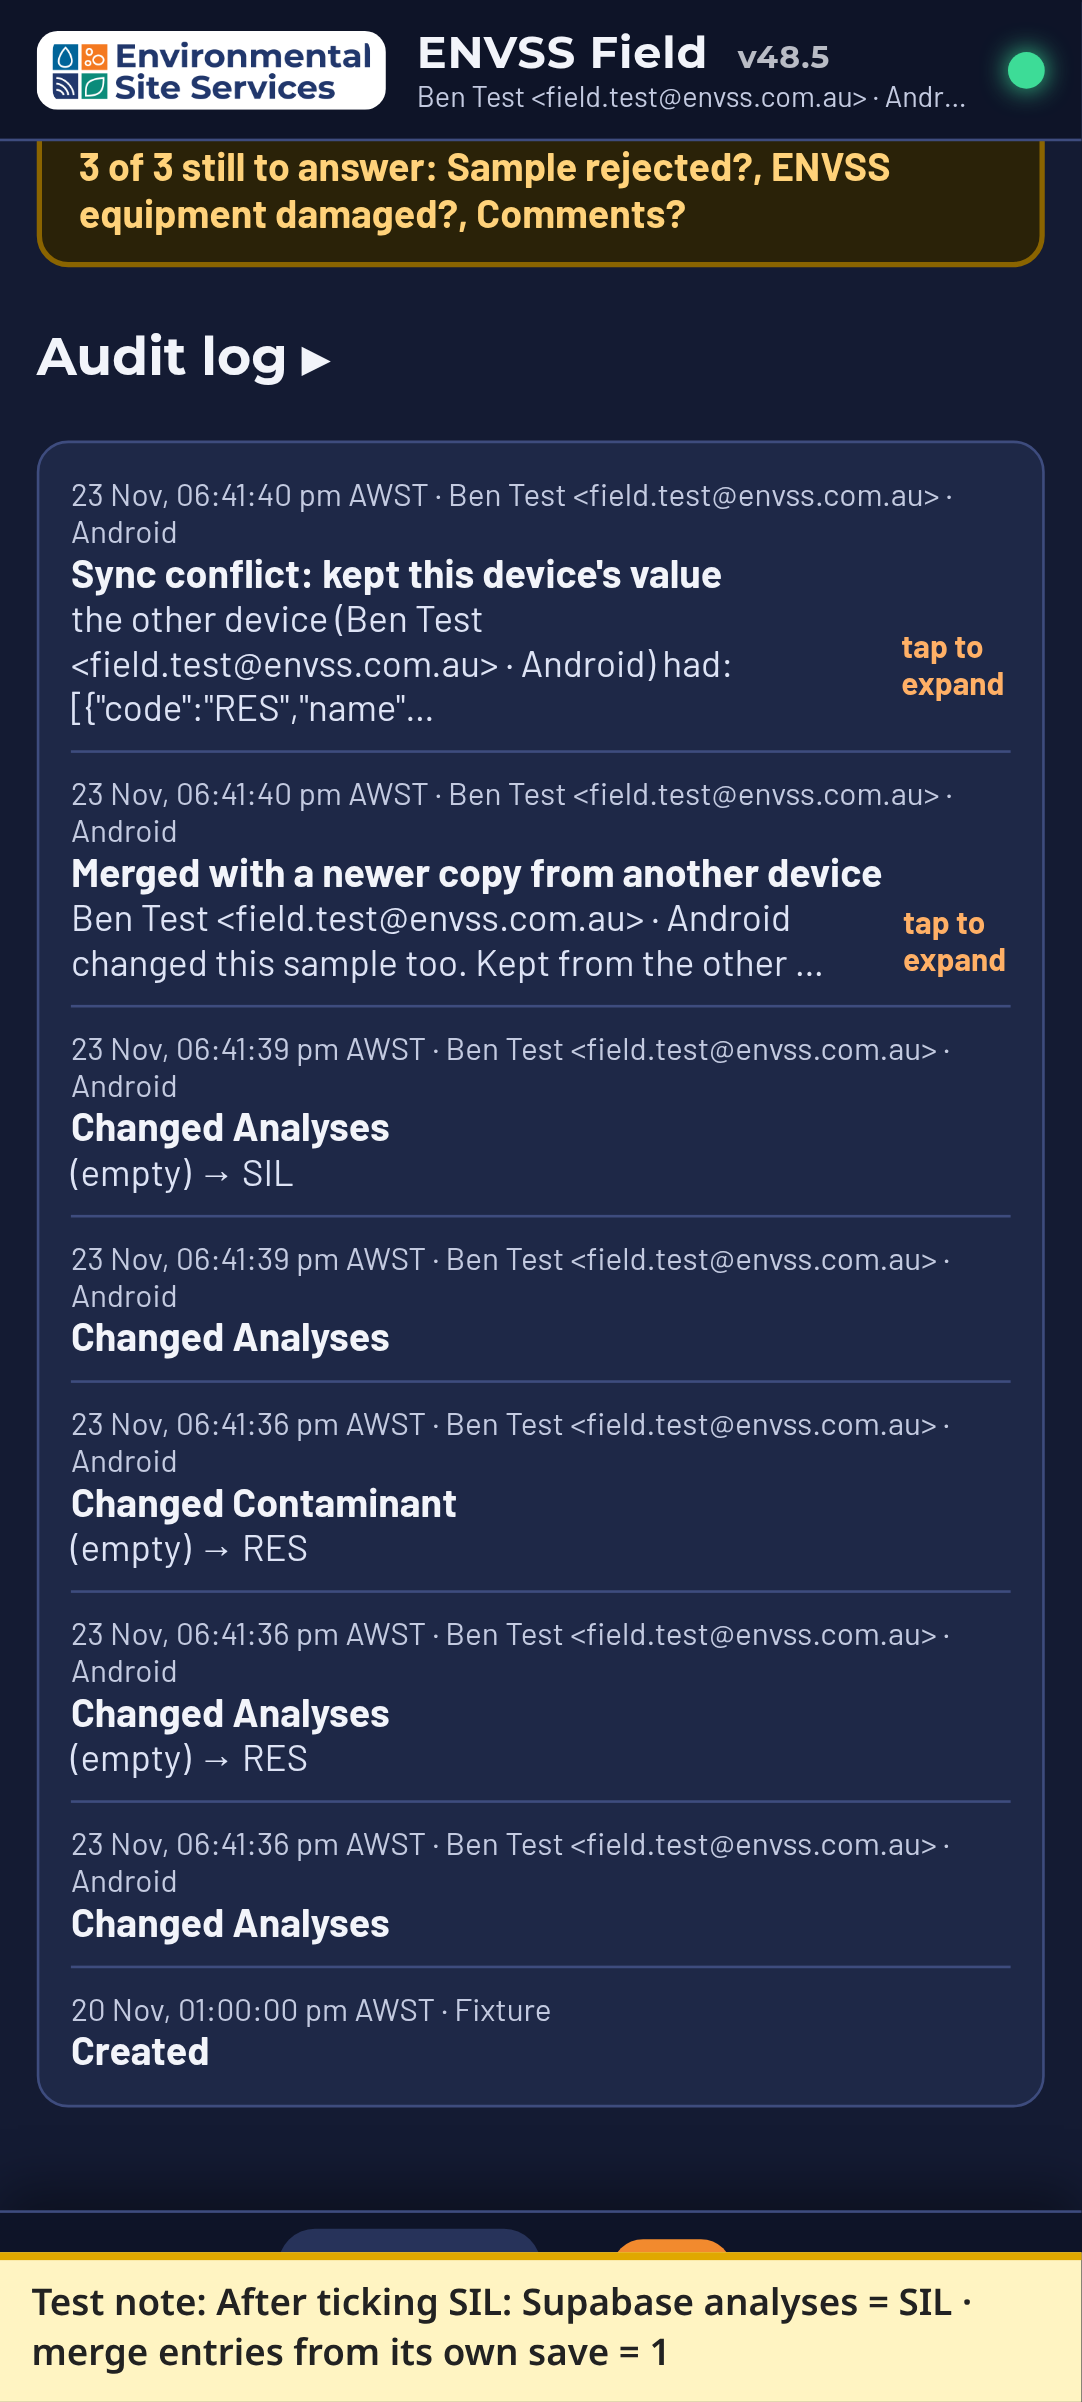 Environmental
Site Services
ENVSS Field v48.5
Ben Test <field.test@envss.com.au> · Andr...
3 of 3 still to answer: Sample rejected?, ENVSS
equipment damaged?, Comments?
Audit log ▸
23 Nov, 06:41:40 pm AWST · Ben Test <field.test@envss.com.au> ·
Android
Sync conflict: kept this device's value
the other device (Ben Test
<field.test@envss.com.au> · Android) had:
[{"code":"RES","name"...
tap to
expand
23 Nov, 06:41:40 pm AWST · Ben Test <field.test@envss.com.au> ·
Android
Merged with a newer copy from another device
Ben Test <field.test@envss.com.au> · Android
changed this sample too. Kept from the other ...
tap to
expand
23 Nov, 06:41:39 pm AWST · Ben Test <field.test@envss.com.au> ·
Android
Changed Analyses
(empty) → SIL
23 Nov, 06:41:39 pm AWST · Ben Test <field.test@envss.com.au> ·
Android
Changed Analyses
23 Nov, 06:41:36 pm AWST · Ben Test <field.test@envss.com.au> ·
Android
Changed Contaminant
(empty) → RES
23 Nov, 06:41:36 pm AWST · Ben Test <field.test@envss.com.au> ·
Android
Changed Analyses
(empty) → RES
23 Nov, 06:41:36 pm AWST · Ben Test <field.test@envss.com.au> ·
Android
Changed Analyses
20 Nov, 01:00:00 pm AWST · Fixture
Created
Test note: After ticking SIL: Supabase analyses = SIL ·
merge entries from its own save = 1